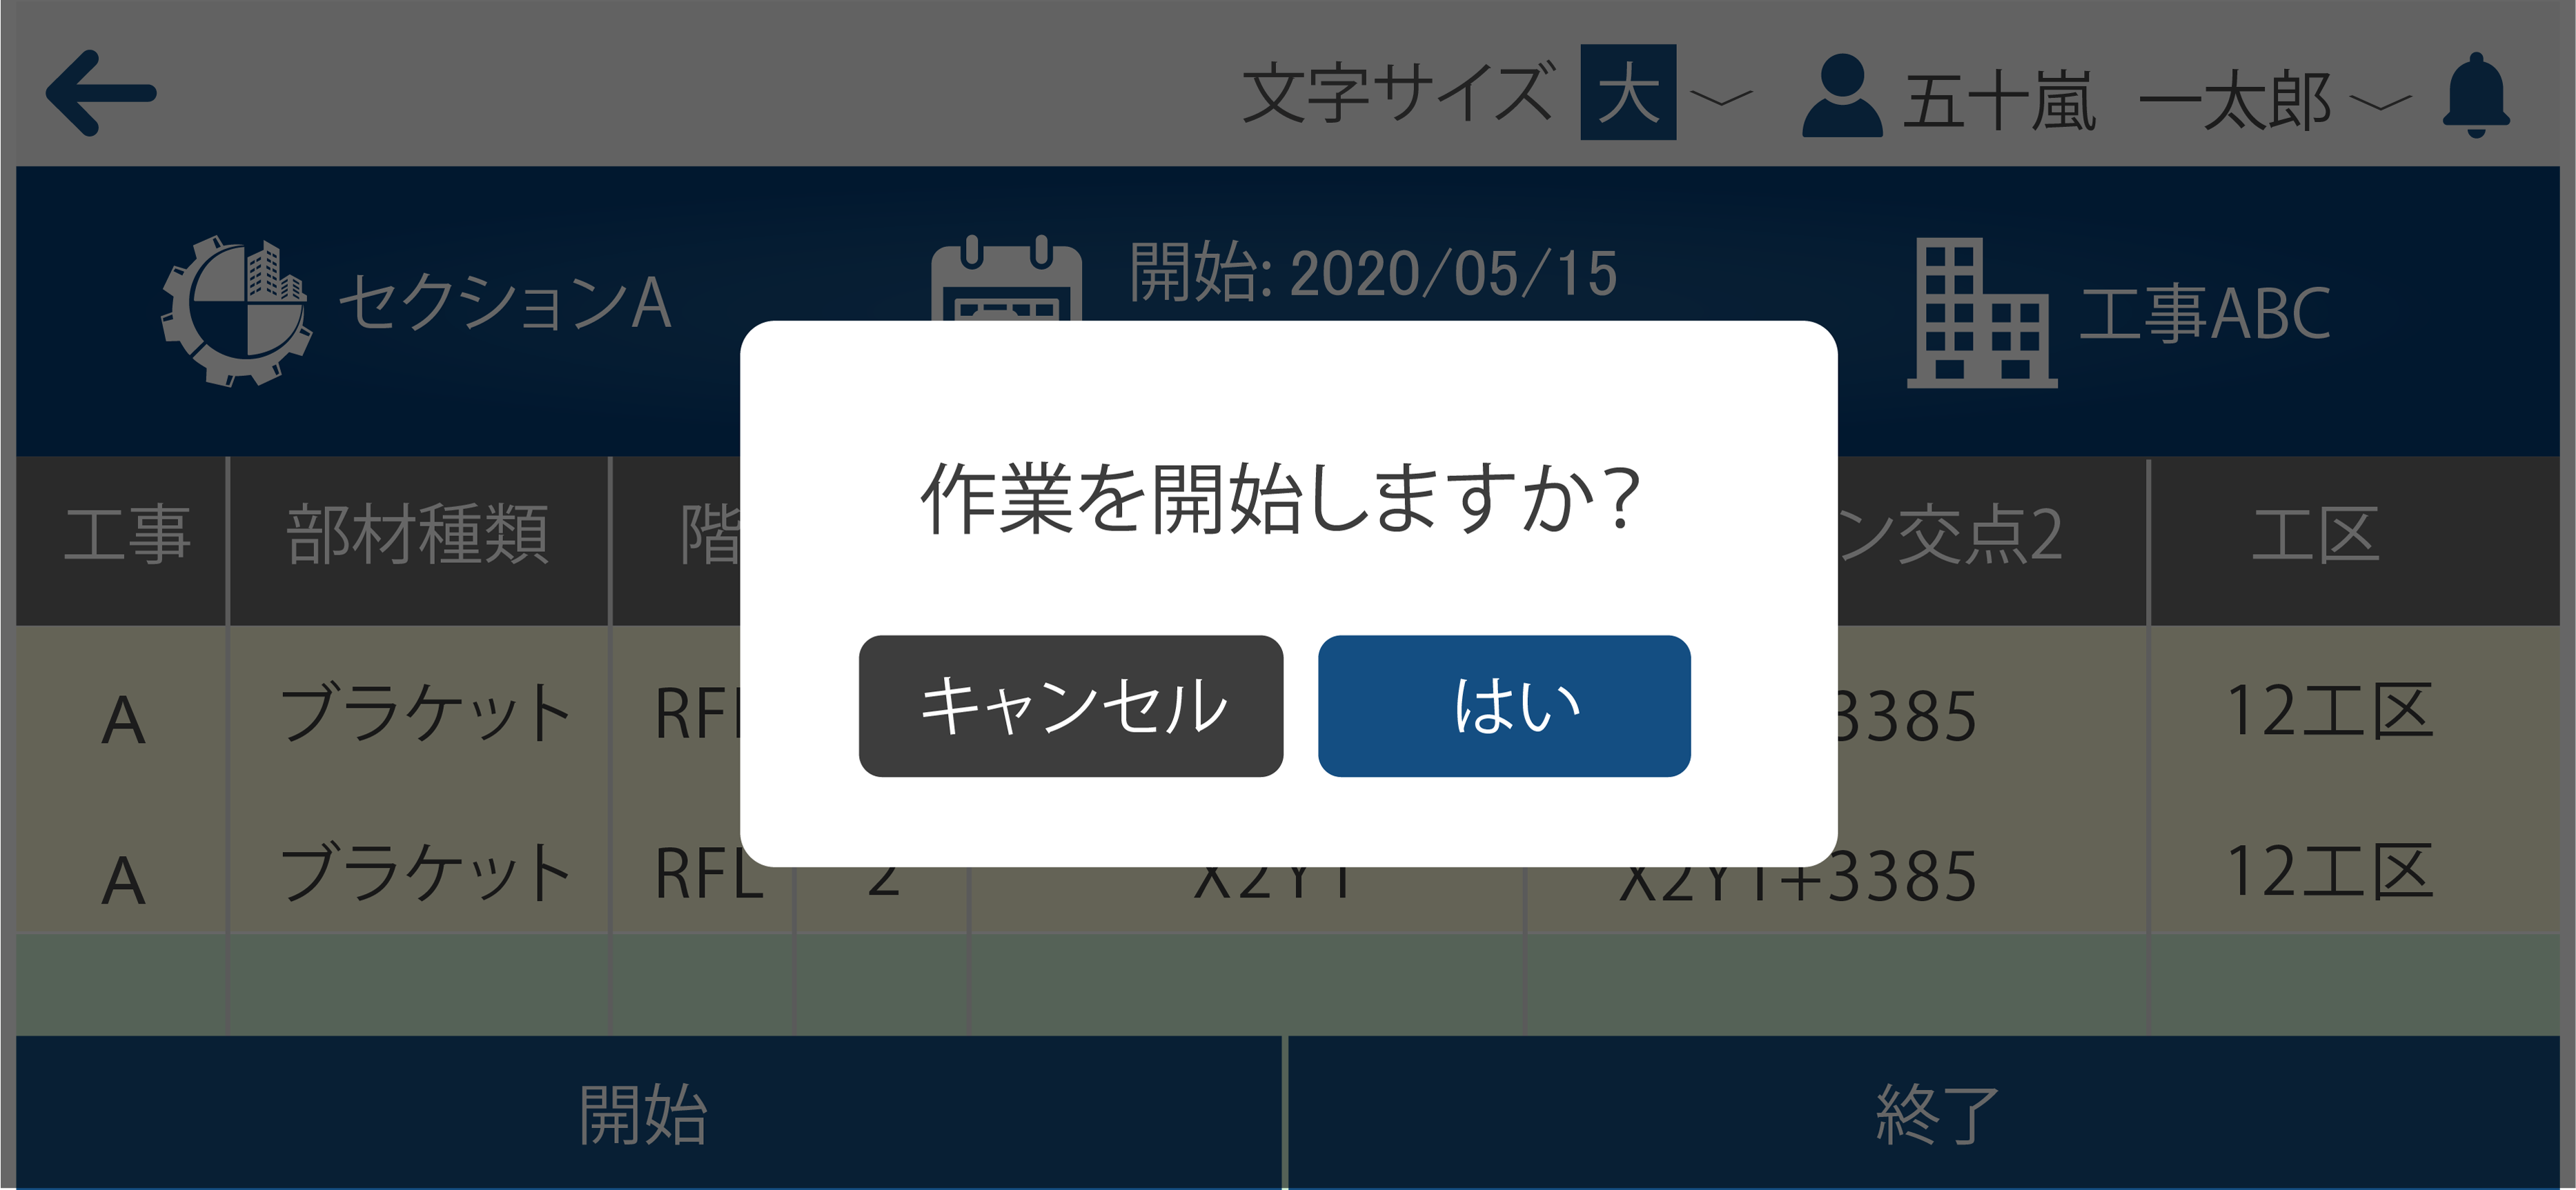 文字サイズ 大 五十嵐 一太郎
セクションA 開始: 2020/05/15 工事ABC
作業を開始しますか?
工事 部材種類 階 ン交点2 工区
キャンセル はい
A ブラケット 3385 12工区
A ブラケット RFL 2 X2Y1 X2Y1+3385 12工区
開始 終了